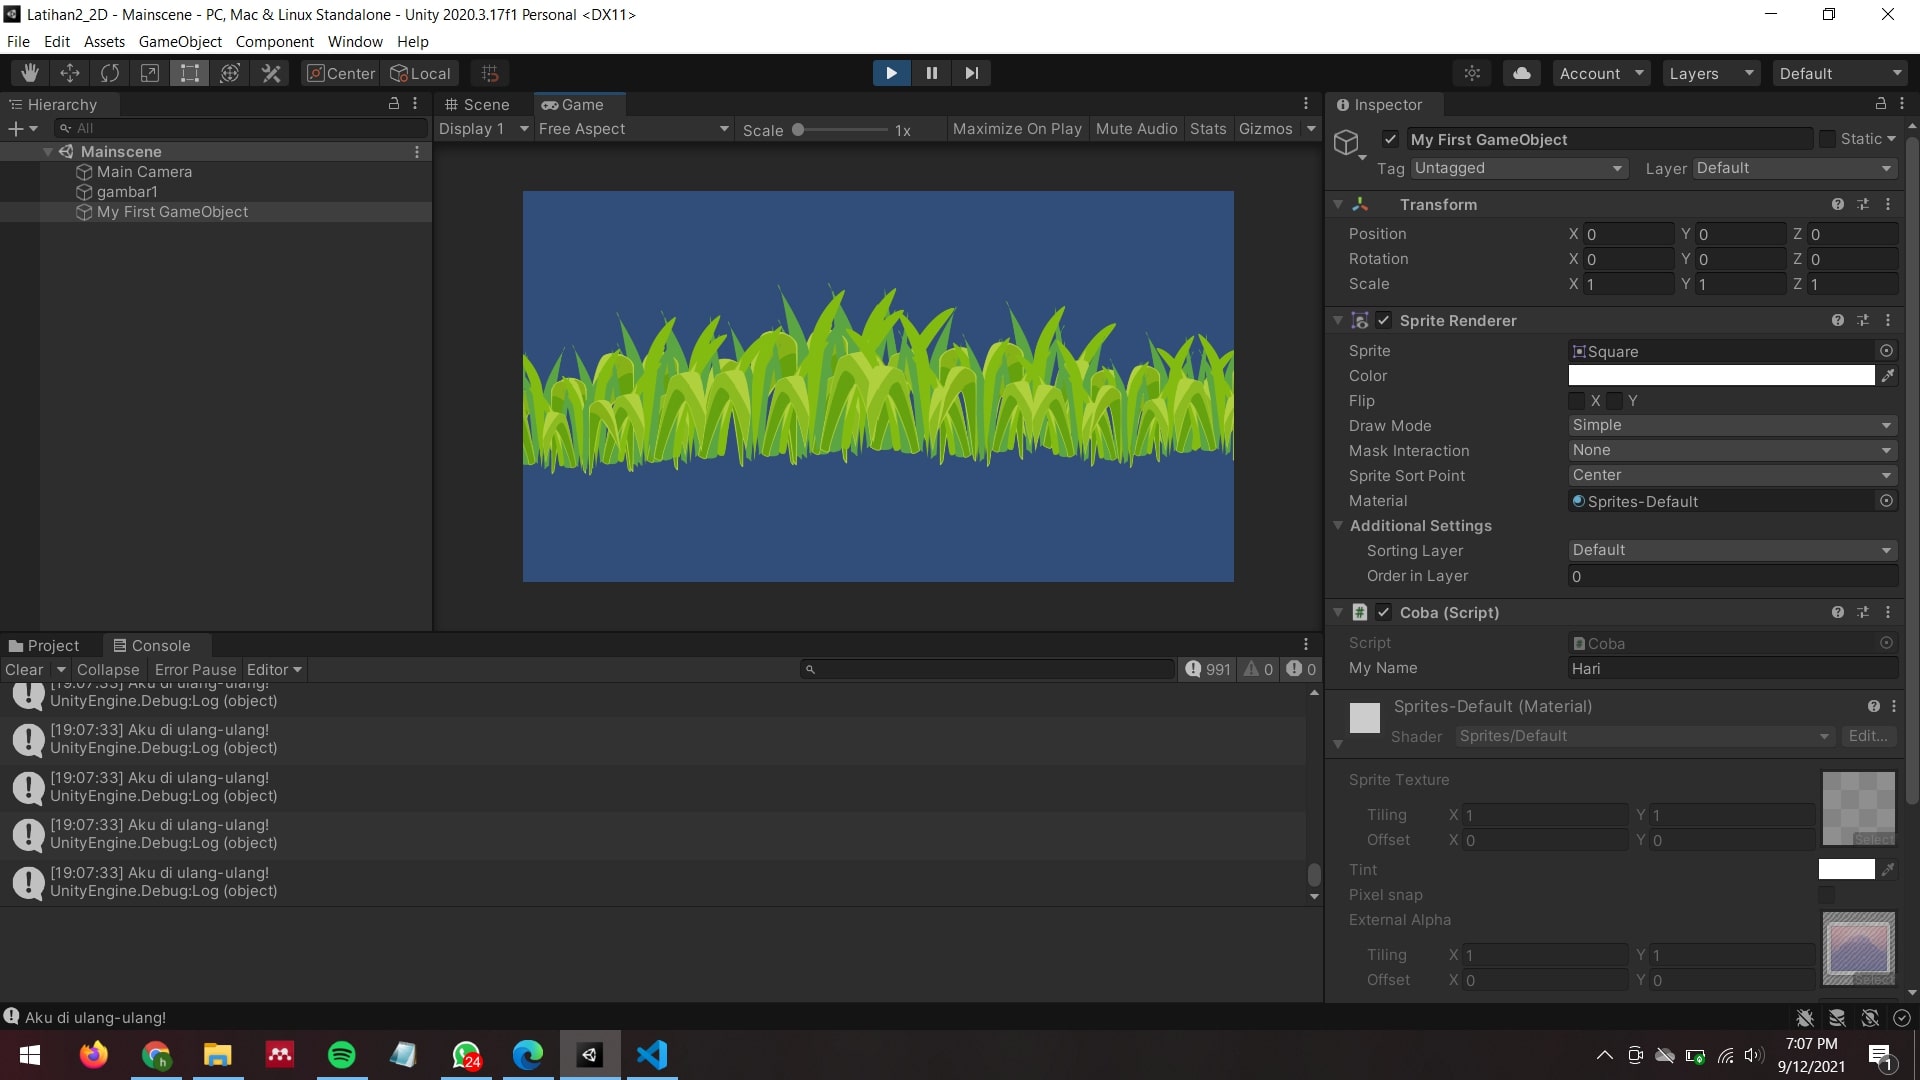 Latihan2_2D - Mainscene - PC, Mac & Linux Standalone - Unity 2020.3.17f1 Personal <DX11>
File Edit Assets GameObject Component Window Help
Center Local Account Layers Default
Hierarchy
All
Mainscene
Main Camera
gambar1
My First GameObject
Scene Game
Display 1 Free Aspect Scale 1x Maximize On Play Mute Audio Stats Gizmos
Inspector
My First GameObject Static
Tag Untagged Layer Default
Transform
Position X 0 Y 0 Z 0
Rotation X 0 Y 0 Z 0
Scale X 1 Y 1 Z 1
Sprite Renderer
Sprite Square
Color
Flip X Y
Draw Mode Simple
Mask Interaction None
Sprite Sort Point Center
Material Sprites-Default
Additional Settings
Sorting Layer Default
Order in Layer 0
# Coba (Script)
Script # Coba
My Name Hari
Sprites-Default (Material)
Shader Sprites/Default Edit...
Sprite Texture
Tiling X 1 Y 1
Offset X 0 Y 0
Select
Tint
Pixel snap
External Alpha
Tiling X 1 Y 1
Offset X 0 Y 0
Select
Project Console
Clear Collapse Error Pause Editor 991 0 0
[19:07:33] Aku di ulang-ulang!
UnityEngine.Debug:Log (object)
[19:07:33] Aku di ulang-ulang!
UnityEngine.Debug:Log (object)
[19:07:33] Aku di ulang-ulang!
UnityEngine.Debug:Log (object)
[19:07:33] Aku di ulang-ulang!
UnityEngine.Debug:Log (object)
[19:07:33] Aku di ulang-ulang!
UnityEngine.Debug:Log (object)
Aku di ulang-ulang!
h
24
7:07 PM
9/12/2021
1